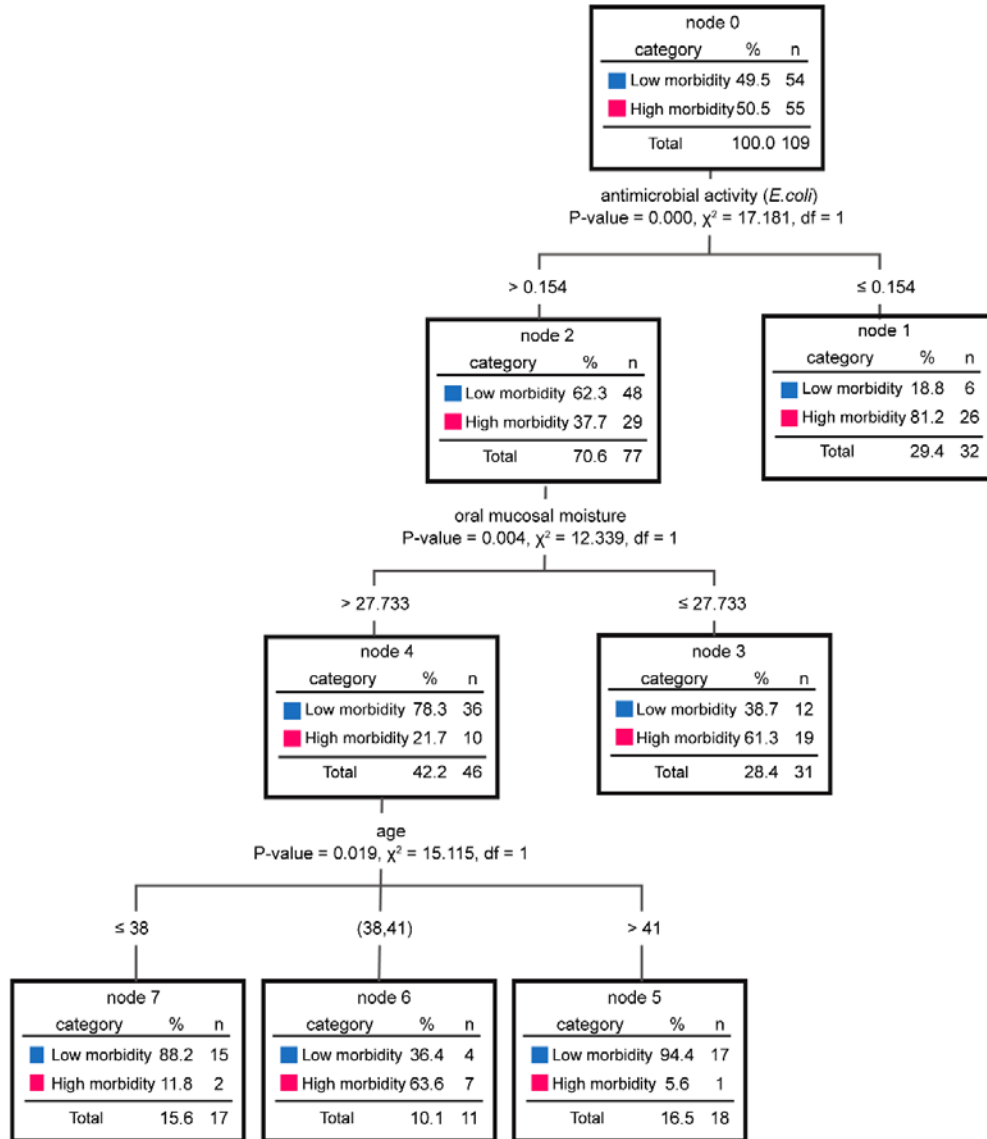 node 0
category % n
Low morbidity 49.5 54
High morbidity 50.5 55
Total 100.0 109
antimicrobial activity (E.coli)
P-value = 0.000, χ² = 17.181, df = 1
> 0.154
≤ 0.154
node 2
category % n
Low morbidity 62.3 48
High morbidity 37.7 29
Total 70.6 77
node 1
category % n
Low morbidity 18.8 6
High morbidity 81.2 26
Total 29.4 32
oral mucosal moisture
P-value = 0.004, χ² = 12.339, df = 1
> 27.733
≤ 27.733
node 4
category % n
Low morbidity 78.3 36
High morbidity 21.7 10
Total 42.2 46
node 3
category % n
Low morbidity 38.7 12
High morbidity 61.3 19
Total 28.4 31
age
P-value = 0.019, χ² = 15.115, df = 1
≤ 38
(38,41)
> 41
node 7
category % n
Low morbidity 88.2 15
High morbidity 11.8 2
Total 15.6 17
node 6
category % n
Low morbidity 36.4 4
High morbidity 63.6 7
Total 10.1 11
node 5
category % n
Low morbidity 94.4 17
High morbidity 5.6 1
Total 16.5 18